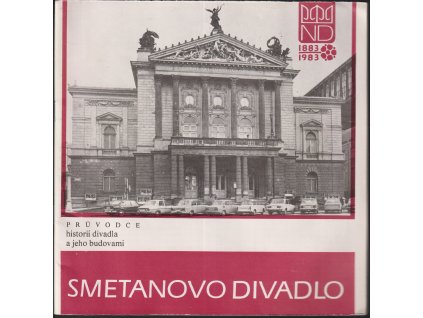 ND
1883
1983
PRŮVODCE
historií divadla
a jeho budovami
SMETANOVO DIVADLO